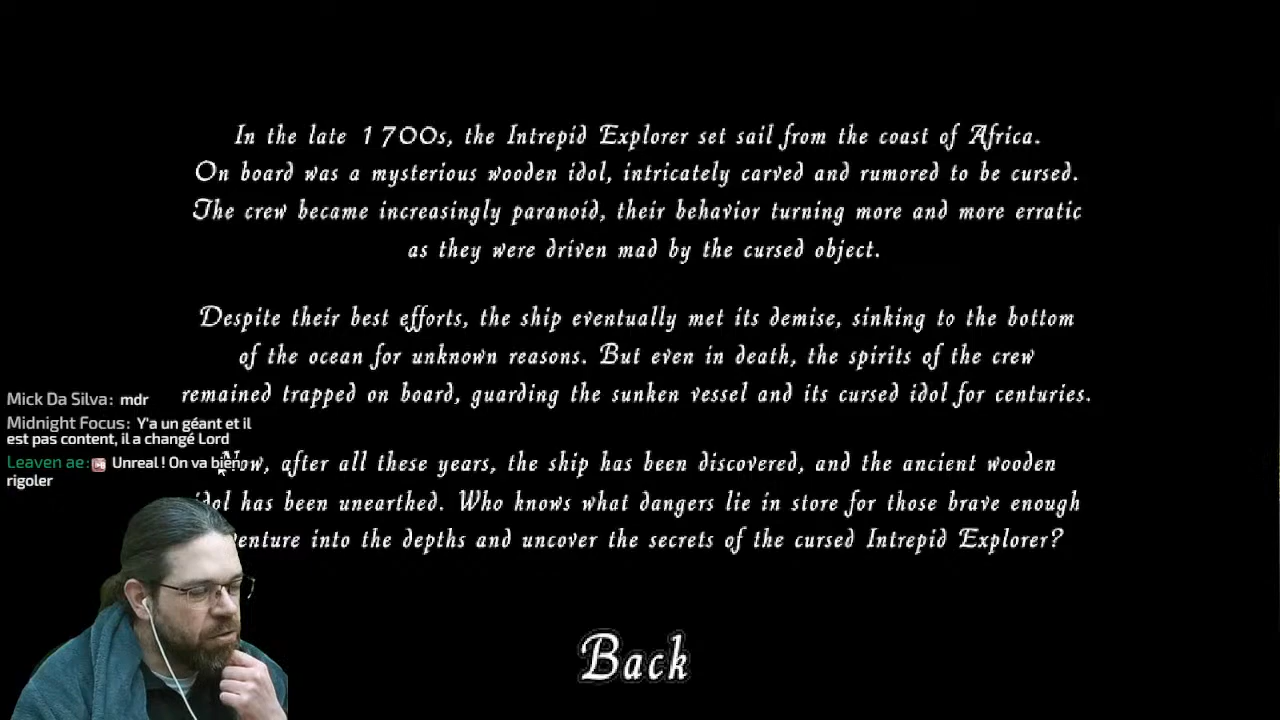 In the late 1700s, the Intrepid Explorer set sail from the coast of Africa.
On board was a mysterious wooden idol, intricately carved and rumored to be cursed.
The crew became increasingly paranoid, their behavior turning more and more erratic
as they were driven mad by the cursed object.
Despite their best efforts, the ship eventually met its demise, sinking to the bottom
of the ocean for unknown reasons. But even in death, the spirits of the crew
remained trapped on board, guarding the sunken vessel and its cursed idol for centuries.
Now, after all these years, the ship has been discovered, and the ancient wooden
idol has been unearthed. Who knows what dangers lie in store for those brave enough
venture into the depths and uncover the secrets of the cursed Intrepid Explorer?
Back
Mick Da Silva: mdr
Midnight Focus: Y'a un géant et il
est pas content, il a changé Lord
Leaven ae: Unreal ! On va bien
rigoler